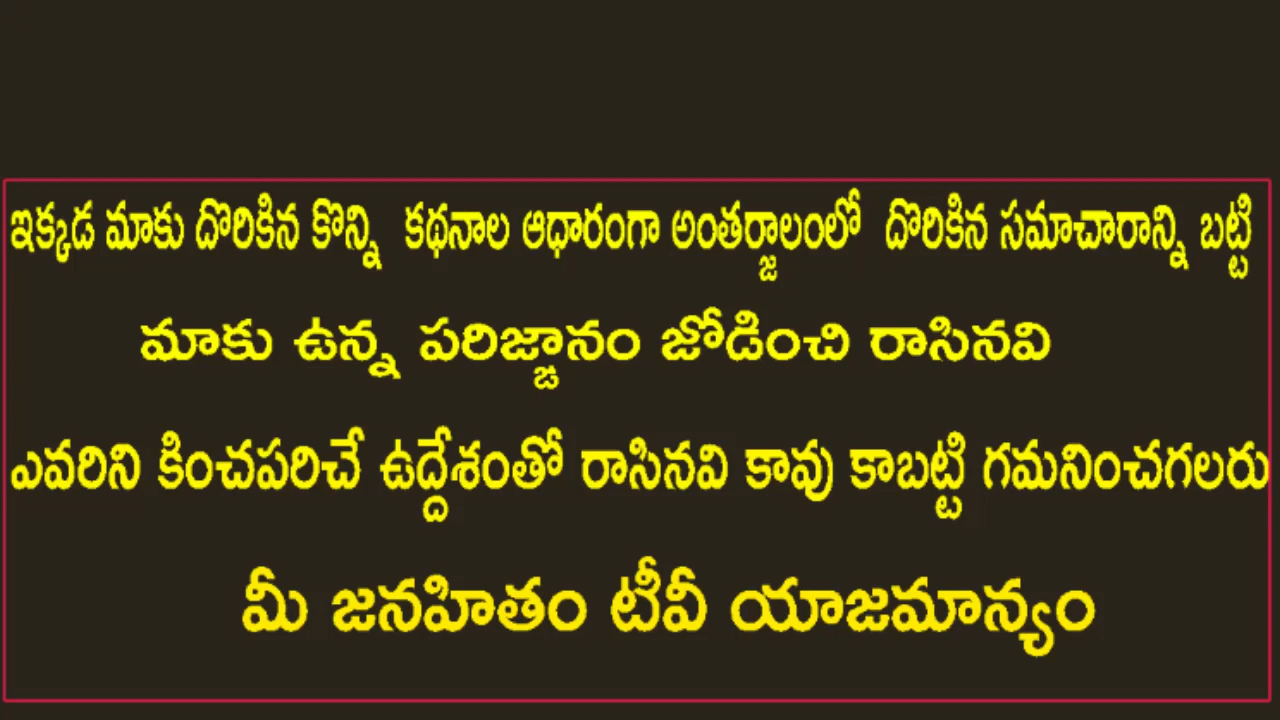 ఇక్కడ మాకు దొరికిన కొన్ని కథనాల ఆధారంగా అంతర్జాలంలో దొరికిన సమాచారాన్ని బట్టి
మాకు ఉన్న పరిజ్ఞానం జోడించి రాసినవి
ఎవరిని కించపరిచే ఉద్దేశంతో రాసినవి కావు కాబట్టి గమనించగలరు
మీ జనహితం టీవీ యాజమాన్యం